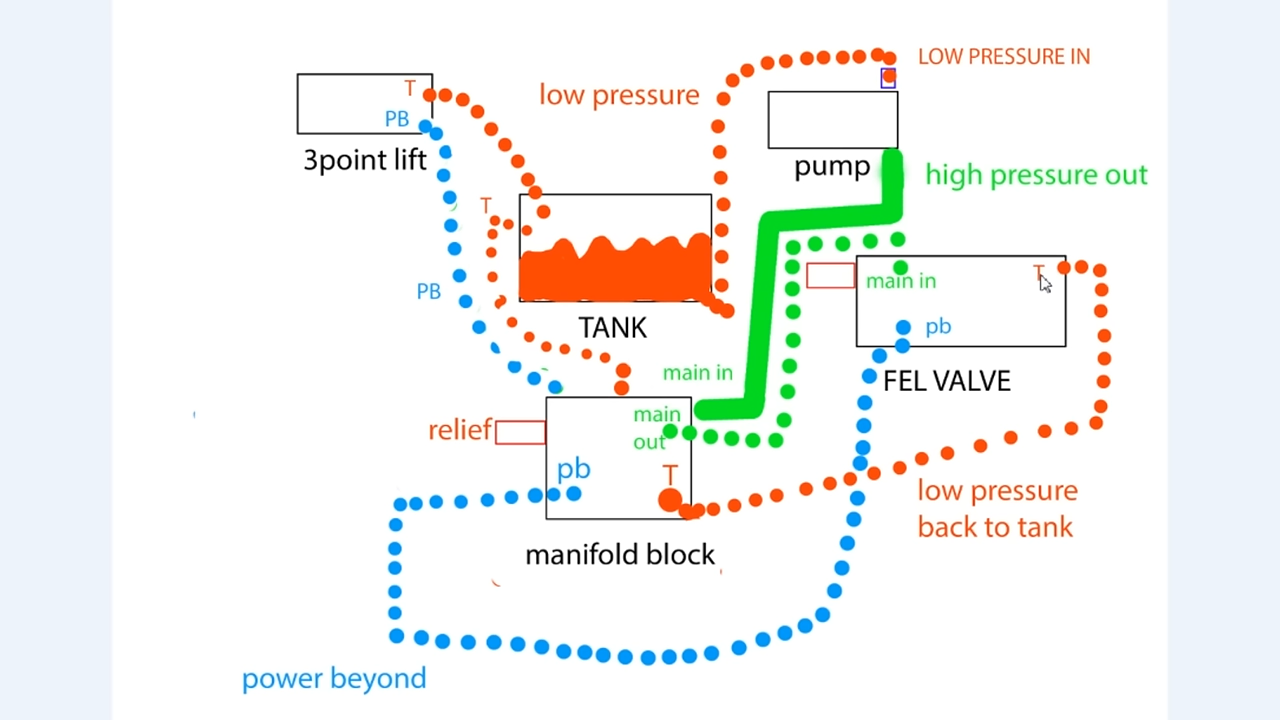 LOW PRESSURE IN
T
low pressure
PB
3point lift
pump
high pressure out
T
main in
T
PB
pb
TANK
main in
FEL VALVE
main
out
relief
pb
T
low pressure
back to tank
manifold block
power beyond